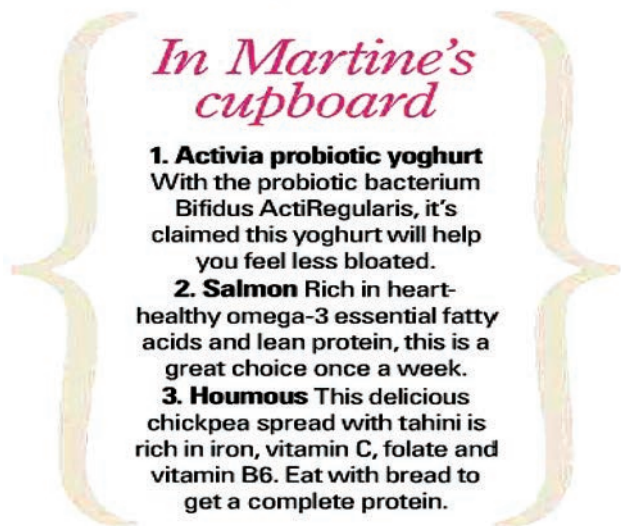 In Martine's
cupboard
1. Activia probiotic yoghurt
With the probiotic bacterium
Bifidus ActiRegularis, it's
claimed this yoghurt will help
you feel less bloated.
2. Salmon Rich in heart-
healthy omega-3 essential fatty
acids and lean protein, this is a
great choice once a week.
3. Houmous This delicious
chickpea spread with tahini is
rich in iron, vitamin C, folate and
vitamin B6. Eat with bread to
get a complete protein.